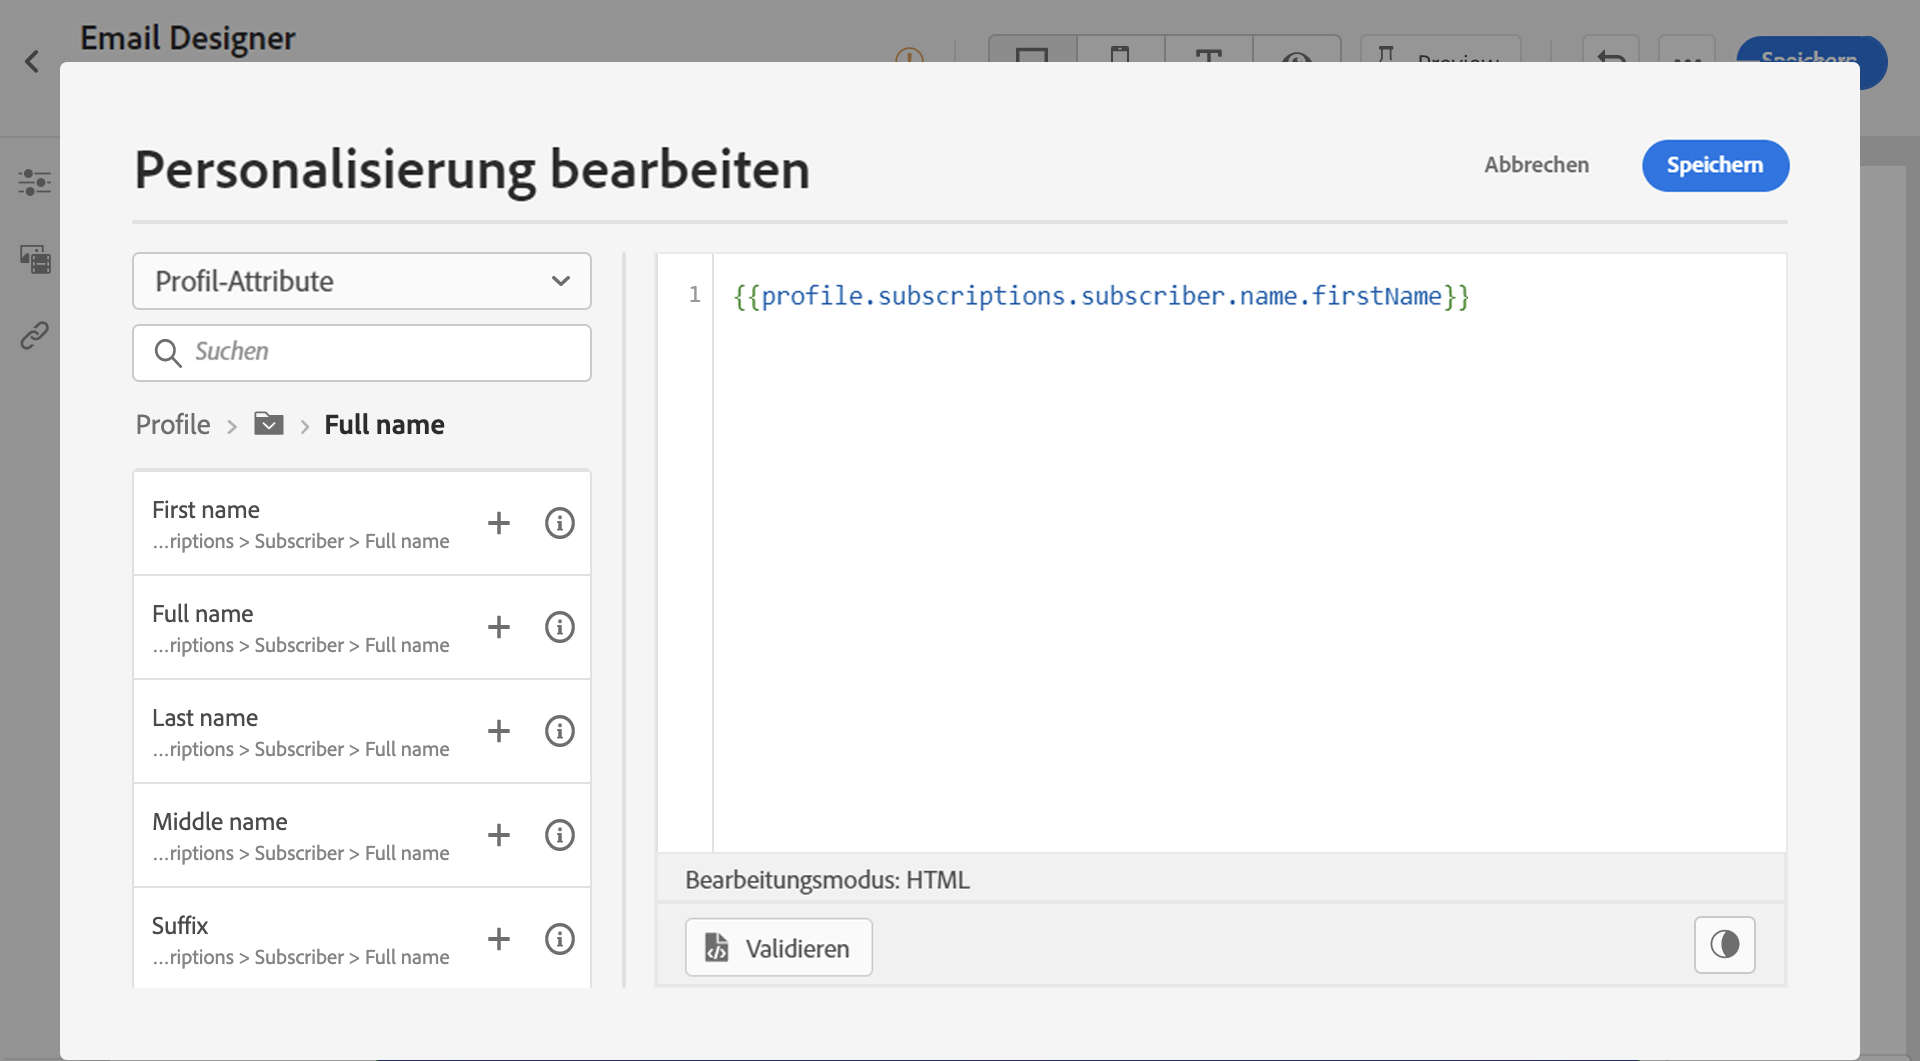 Email Designer
Preview
Speichern
Personalisierung bearbeiten
Abbrechen
Speichern
Profil-Attribute
Suchen
Profile > > Full name
First name
...riptions > Subscriber > Full name
Full name
...riptions > Subscriber > Full name
Last name
...riptions > Subscriber > Full name
Middle name
...riptions > Subscriber > Full name
Suffix
...riptions > Subscriber > Full name
1
{{profile.subscriptions.subscriber.name.firstName}}
Bearbeitungsmodus: HTML
Validieren